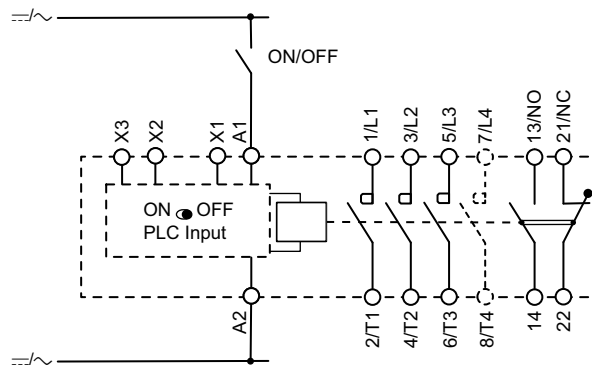 ON/OFF
X3
X2
X1
A1
1/L1
3/L2
5/L3
7/L4
13/NO
21/NC
ON OFF
PLC Input
A2
2/T1
4/T2
6/T3
8/T4
14
22